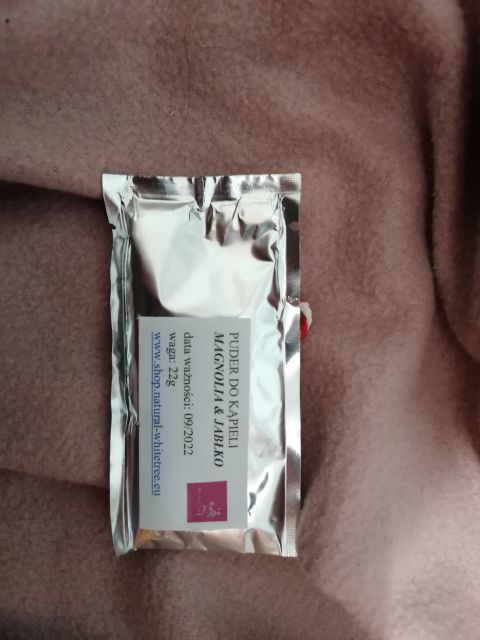 PUDER DO KĄPIELI
MAGNOLIA & JABŁKO
data ważności: 09/2022
waga: 22g
www.shop.natural-whitetree.eu